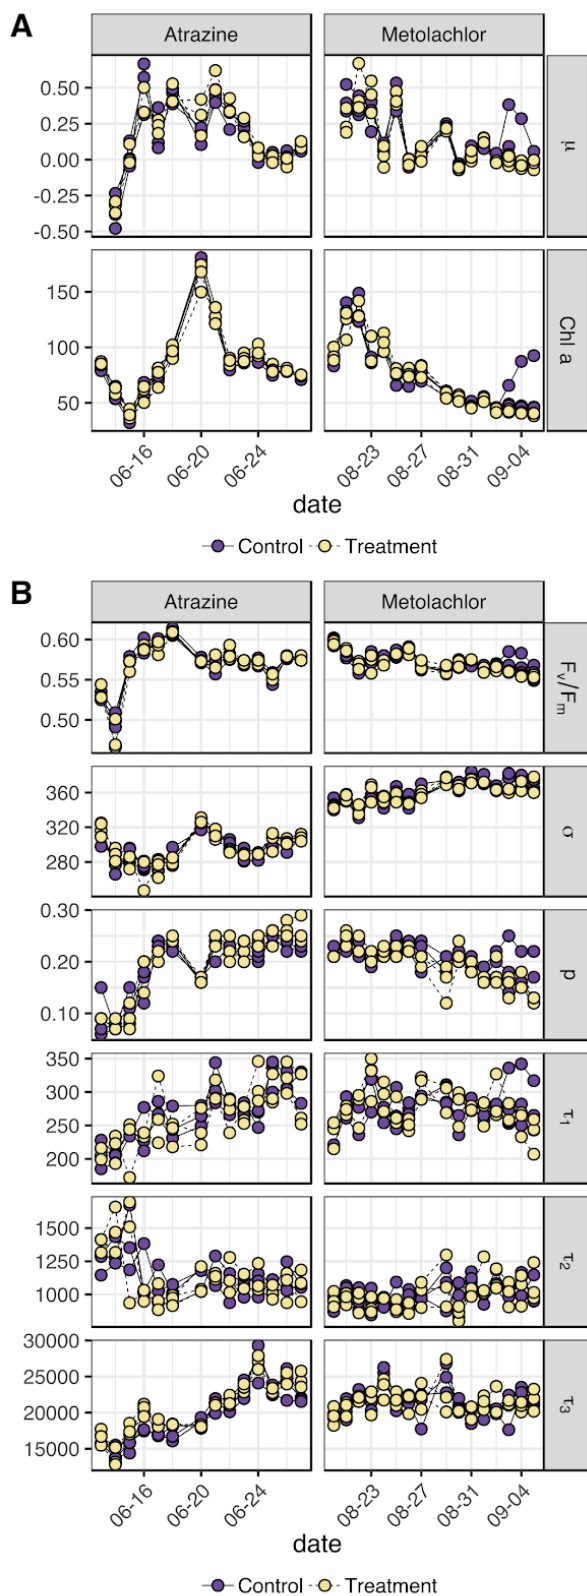 A
Atrazine Metolachlor
0.50
0.25
0.00
-0.25
-0.50
μ
150
100
50
Chl a
06-16 06-20 06-24 08-23 08-27 08-31 09-04
date
Control Treatment
B
Atrazine Metolachlor
0.60
0.55
0.50
Fv/Fm
360
320
280
σ
0.30
0.20
0.10
p
350
300
250
200
τ1
1500
1250
1000
τ2
30000
25000
20000
15000
τ3
06-16 06-20 06-24 08-23 08-27 08-31 09-04
date
Control Treatment